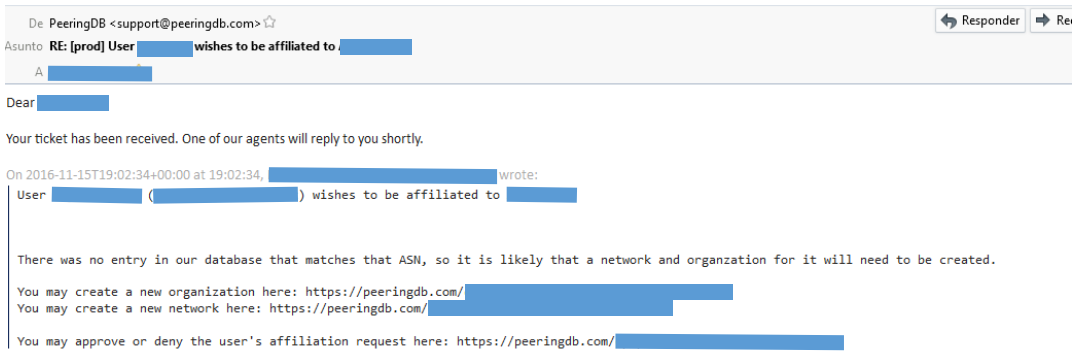 De PeeringDB <support@peeringdb.com>
Responder
Asunto RE: [prod] User wishes to be affiliated to
A
Dear
Your ticket has been received. One of our agents will reply to you shortly.
On 2016-11-15T19:02:34+00:00 at 19:02:34, wrote:
User ( ) wishes to be affiliated to
There was no entry in our database that matches that ASN, so it is likely that a network and organzation for it will need to be created.
You may create a new organization here: https://peeringdb.com/
You may create a new network here: https://peeringdb.com/
You may approve or deny the user's affiliation request here: https://peeringdb.com/